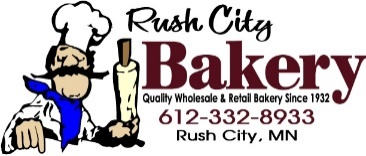 Rush City
Bakery
Quality Wholesale & Retail Bakery Since 1932
612-332-8933
Rush City, MN